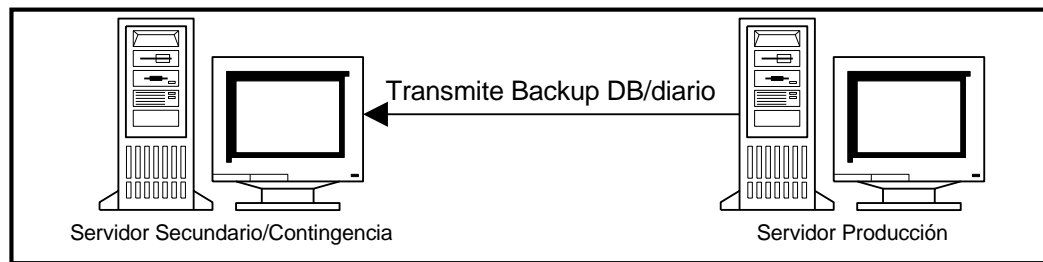 Transmite Backup DB/diario
Servidor Secundario/Contingencia
Servidor Producción